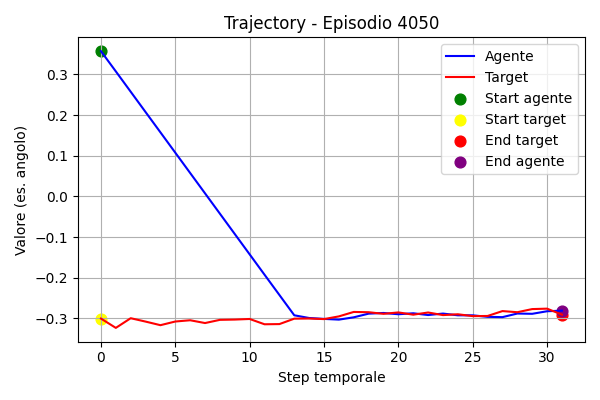 Trajectory - Episodio 4050
Valore (es. angolo)
0.3
0.2
0.1
0.0
−0.1
−0.2
−0.3
Agente
Target
Start agente
Start target
End target
End agente
0 5 10 15 20 25 30
Step temporale